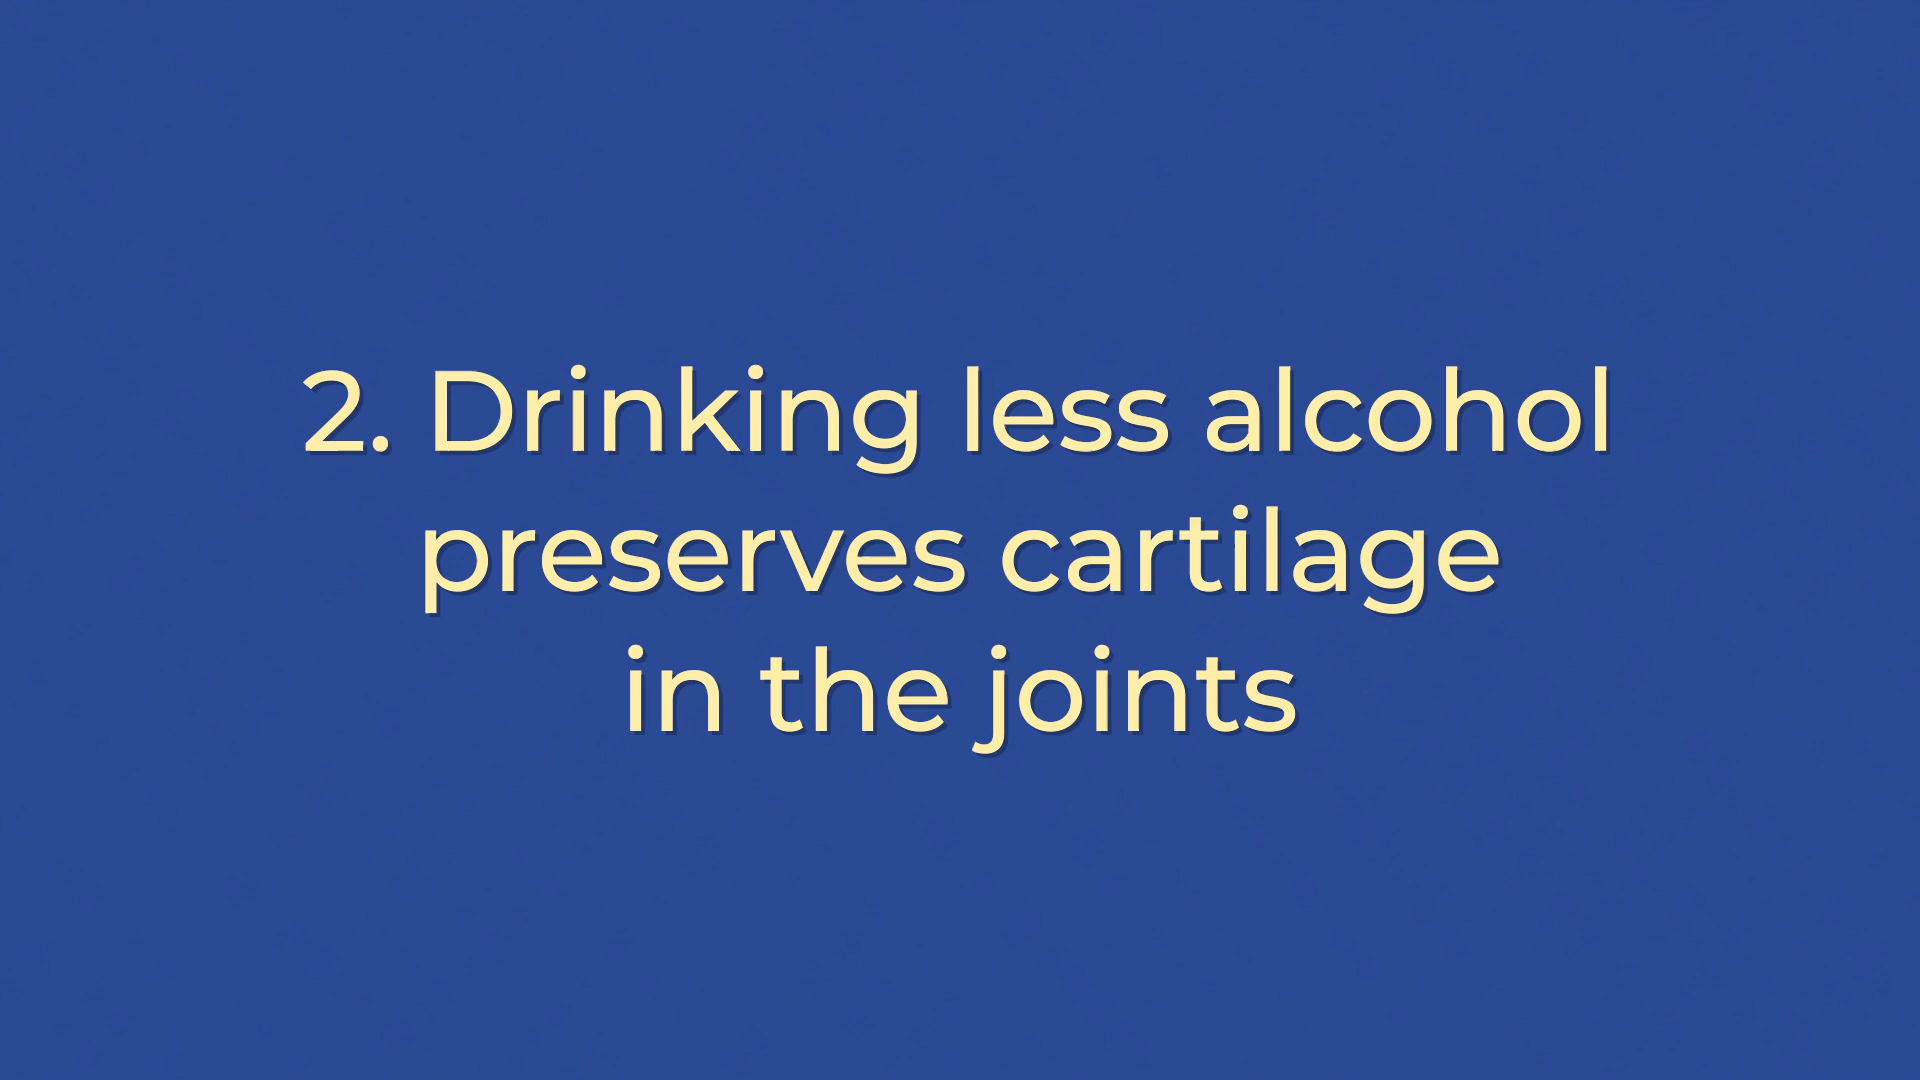 2. Drinking less alcohol
preserves cartilage
in the joints